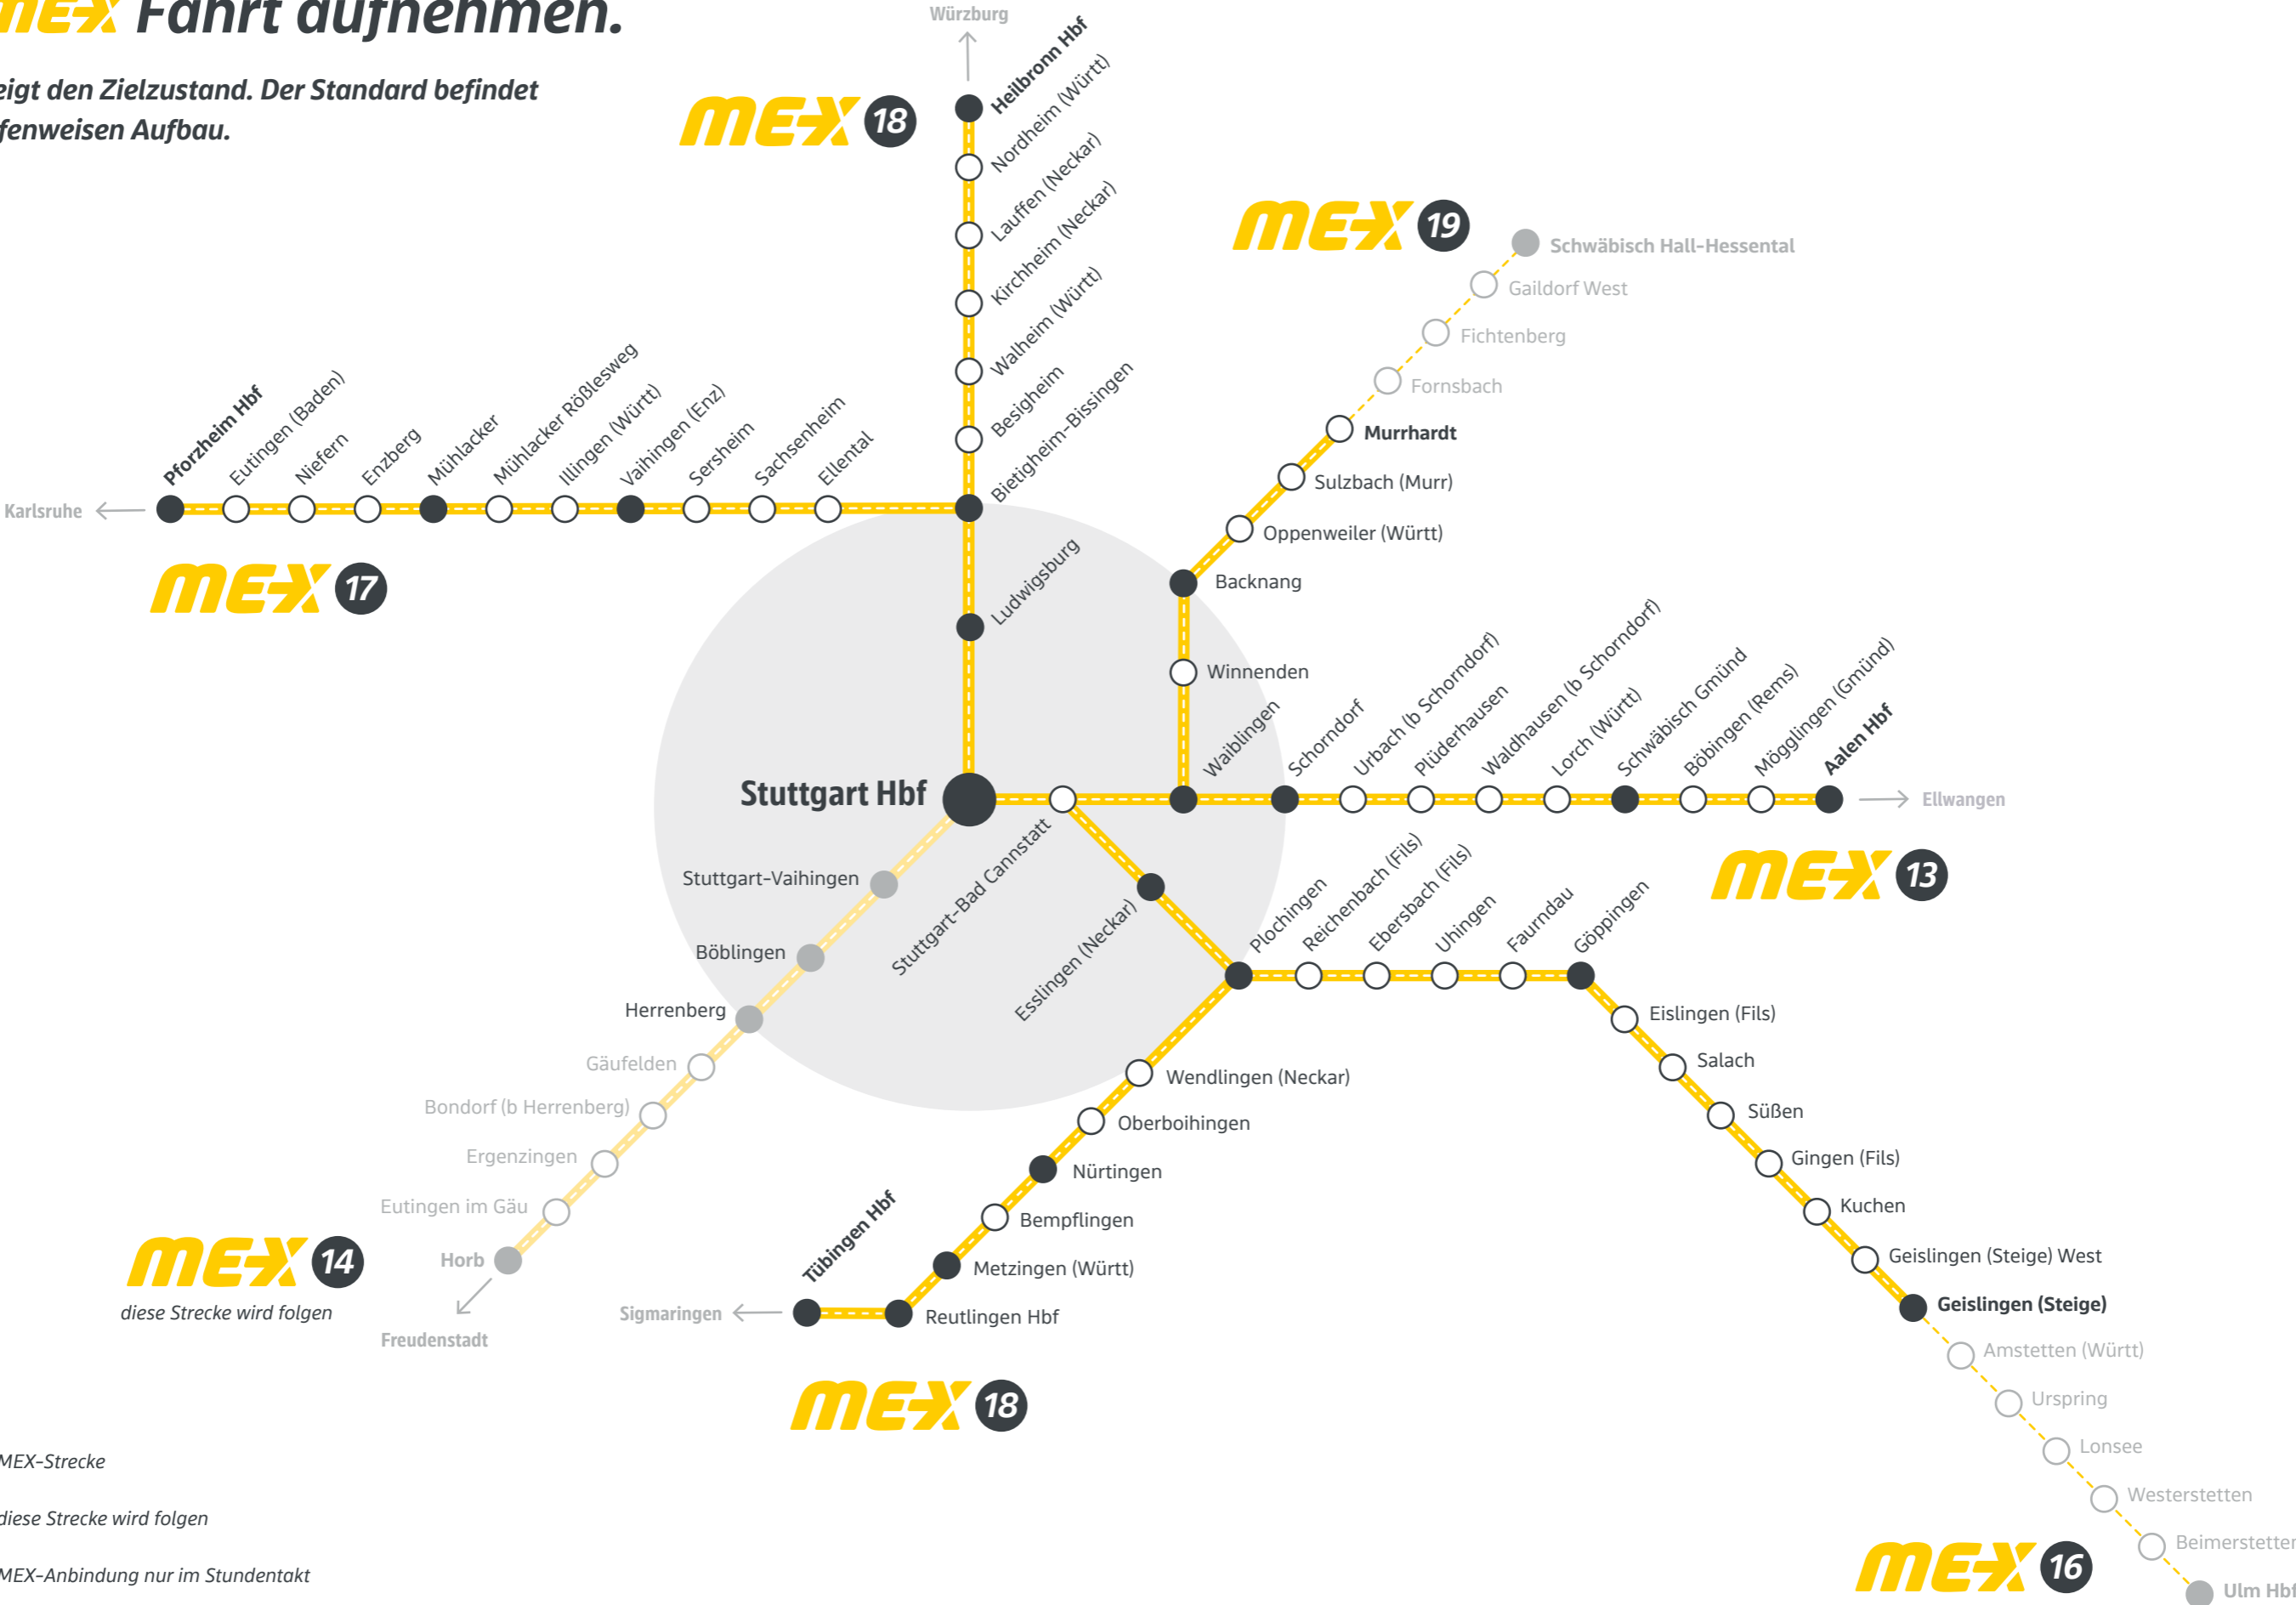 MEX Fahrt aufnehmen.
eigt den Zielzustand. Der Standard befindet
fenweisen Aufbau.
Würzburg
MEX 18
Heilbronn Hbf
Nordheim (Württ)
Lauffen (Neckar)
Kirchheim (Neckar)
Walheim (Württ)
Besigheim
Bietigheim-Bissingen
Ludwigsburg
MEX 19
Schwäbisch Hall-Hessental
Gaildorf West
Fichtenberg
Fornsbach
Murrhardt
Sulzbach (Murr)
Oppenweiler (Württ)
Backnang
Winnenden
Karlsruhe
Pforzheim Hbf
Eutingen (Baden)
Niefern
Enzberg
Mühlacker
Mühlacker Rößlesweg
Illingen (Württ)
Vaihingen (Enz)
Sersheim
Sachsenheim
Ellental
MEX 17
Stuttgart Hbf
Stuttgart-Bad Cannstatt
Waiblingen
Schorndorf
Urbach (b Schorndorf)
Plüderhausen
Waldhausen (b Schorndorf)
Lorch (Württ)
Schwäbisch Gmünd
Böbingen (Rems)
Mögglingen (Gmünd)
Aalen Hbf
Ellwangen
MEX 13
Stuttgart-Vaihingen
Böblingen
Herrenberg
Gäufelden
Bondorf (b Herrenberg)
Ergenzingen
Eutingen im Gäu
Horb
Freudenstadt
MEX 14
diese Strecke wird folgen
Esslingen (Neckar)
Plochingen
Reichenbach (Fils)
Ebersbach (Fils)
Uhingen
Faurndau
Göppingen
Eislingen (Fils)
Salach
Süßen
Gingen (Fils)
Kuchen
Geislingen (Steige) West
Geislingen (Steige)
Amstetten (Württ)
Urspring
Lonsee
Westerstetten
Beimerstetten
Ulm Hbf
MEX 16
Wendlingen (Neckar)
Oberboihingen
Nürtingen
Bempflingen
Metzingen (Württ)
Reutlingen Hbf
Tübingen Hbf
Sigmaringen
MEX 18
MEX-Strecke
diese Strecke wird folgen
MEX-Anbindung nur im Stundentakt